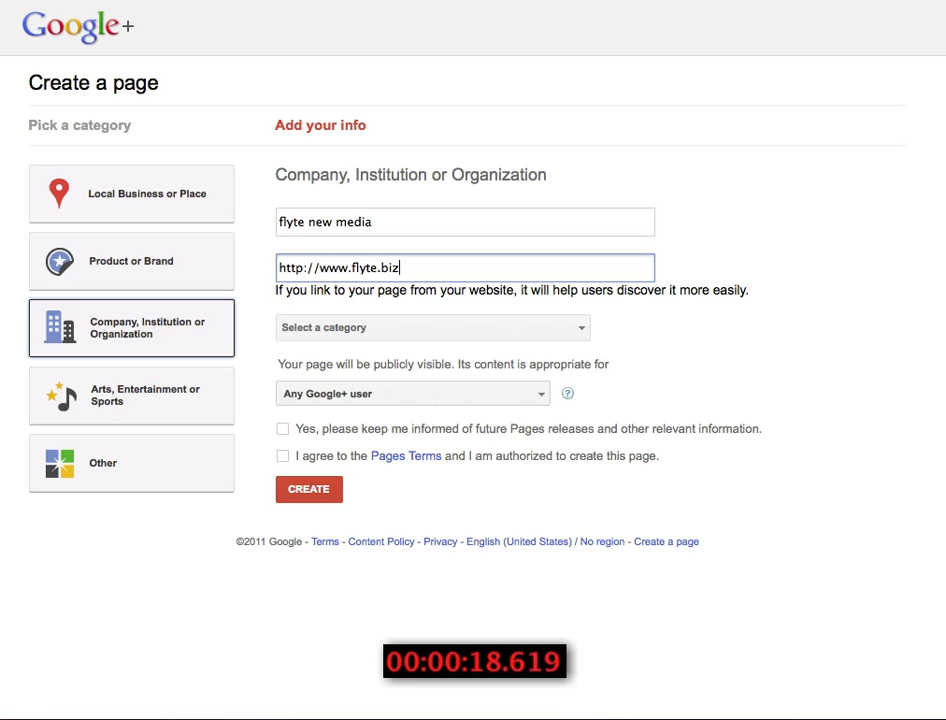 Google+
Create a page
Pick a category
Add your info
Local Business or Place
Product or Brand
Company, Institution or
Organization
Arts, Entertainment or
Sports
Other
Company, Institution or Organization
flyte new media
http://www.flyte.biz
If you link to your page from your website, it will help users discover it more easily.
Select a category
Your page will be publicly visible. Its content is appropriate for
Any Google+ user
?
Yes, please keep me informed of future Pages releases and other relevant information.
I agree to the Pages Terms and I am authorized to create this page.
CREATE
©2011 Google - Terms - Content Policy - Privacy - English (United States) / No region - Create a page
00:00:18.619